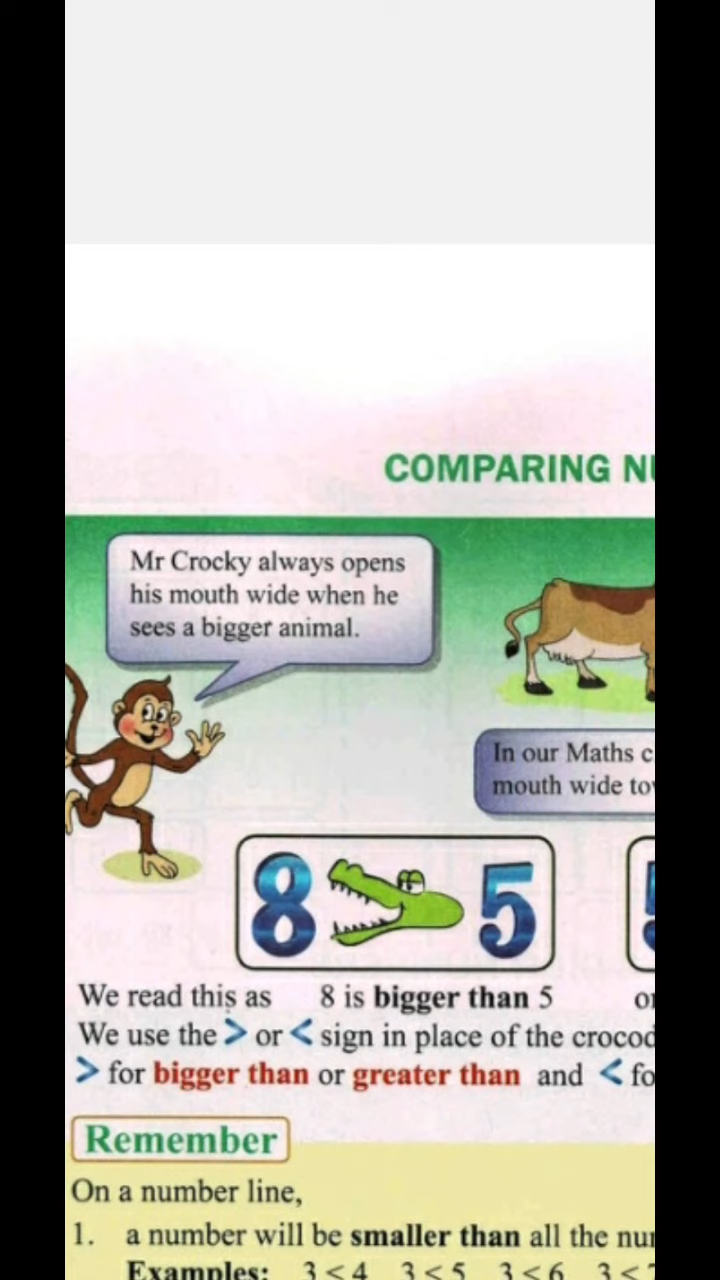 COMPARING
Mr Crocky always opens
his mouth wide when he
sees a bigger animal.
In our Maths
mouth wide
8 5
We read this as 8 is bigger than 5
We use the > or < sign in place of the
> for bigger than or greater than and <
Remember
On a number line,
1. a number will be smaller than all the
Examples: 3 < 4 3 < 5 3 < 6 3 <